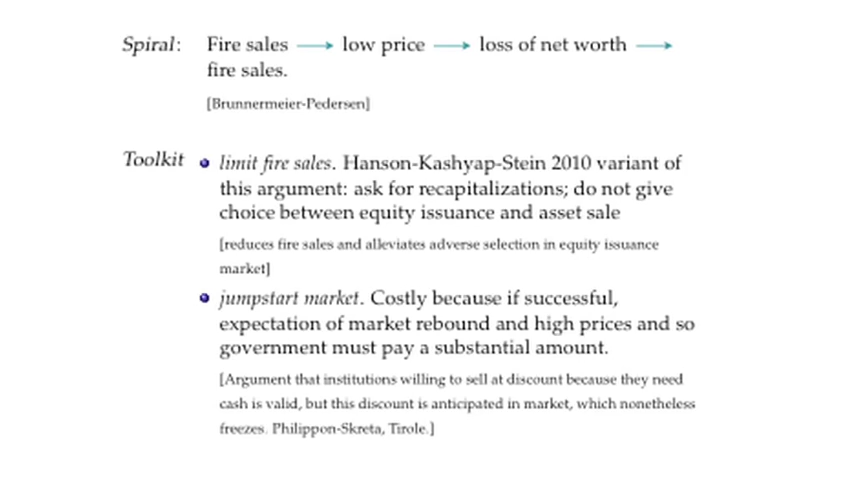 Spiral: Fire sales → low price → loss of net worth →
fire sales.
[Brunnermeier-Pedersen]
Toolkit • limit fire sales. Hanson-Kashyap-Stein 2010 variant of
this argument: ask for recapitalizations; do not give
choice between equity issuance and asset sale
[reduces fire sales and alleviates adverse selection in equity issuance
market]
• jumpstart market. Costly because if successful,
expectation of market rebound and high prices and so
government must pay a substantial amount.
[Argument that institutions willing to sell at discount because they need
cash is valid, but this discount is anticipated in market, which nonetheless
freezes. Philippon-Skreta, Tirole.]